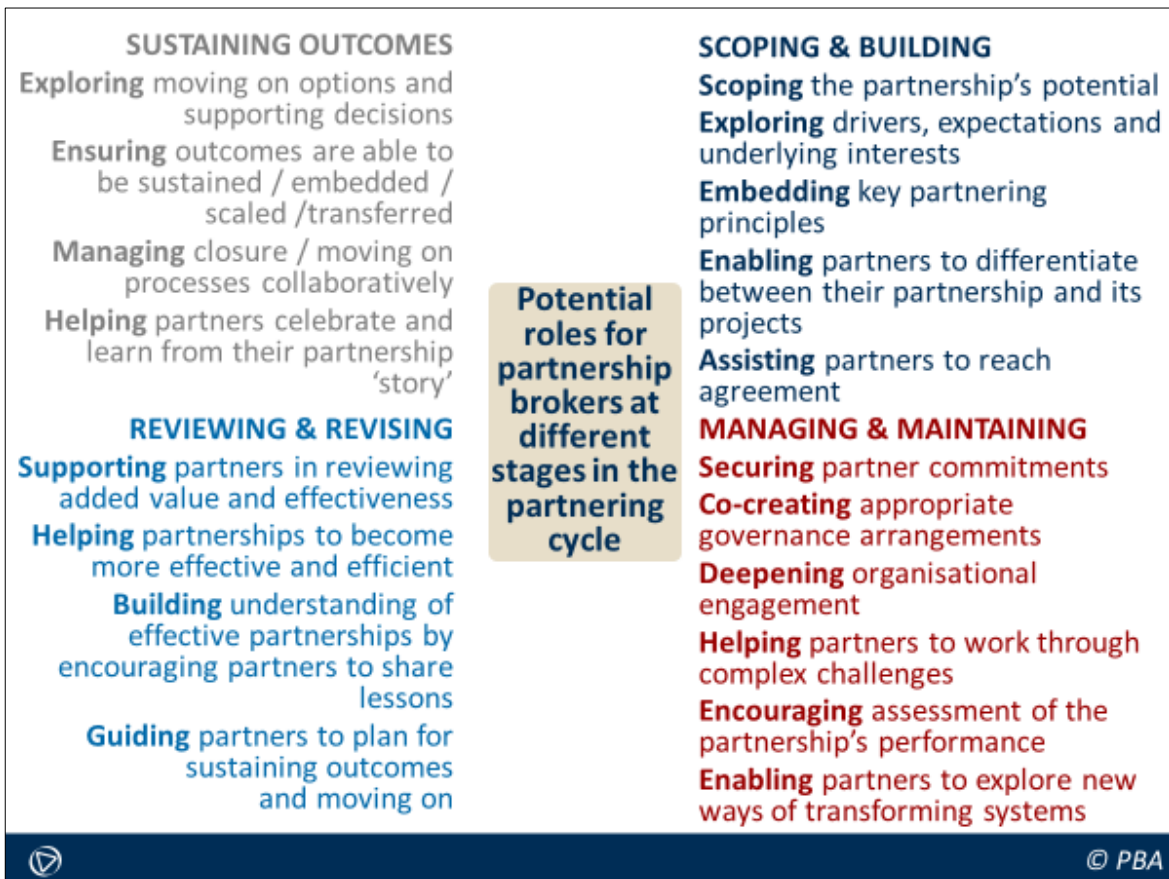 SUSTAINING OUTCOMES
Exploring moving on options and
supporting decisions
Ensuring outcomes are able to
be sustained / embedded /
scaled /transferred
Managing closure / moving on
processes collaboratively
Helping partners celebrate and
learn from their partnership
‘story’
REVIEWING & REVISING
Supporting partners in reviewing
added value and effectiveness
Helping partnerships to become
more effective and efficient
Building understanding of
effective partnerships by
encouraging partners to share
lessons
Guiding partners to plan for
sustaining outcomes
and moving on
Potential
roles for
partnership
brokers at
different
stages in the
partnering
cycle
SCOPING & BUILDING
Scoping the partnership’s potential
Exploring drivers, expectations and
underlying interests
Embedding key partnering
principles
Enabling partners to differentiate
between their partnership and its
projects
Assisting partners to reach
agreement
MANAGING & MAINTAINING
Securing partner commitments
Co-creating appropriate
governance arrangements
Deepening organisational
engagement
Helping partners to work through
complex challenges
Encouraging assessment of the
partnership’s performance
Enabling partners to explore new
ways of transforming systems
© PBA